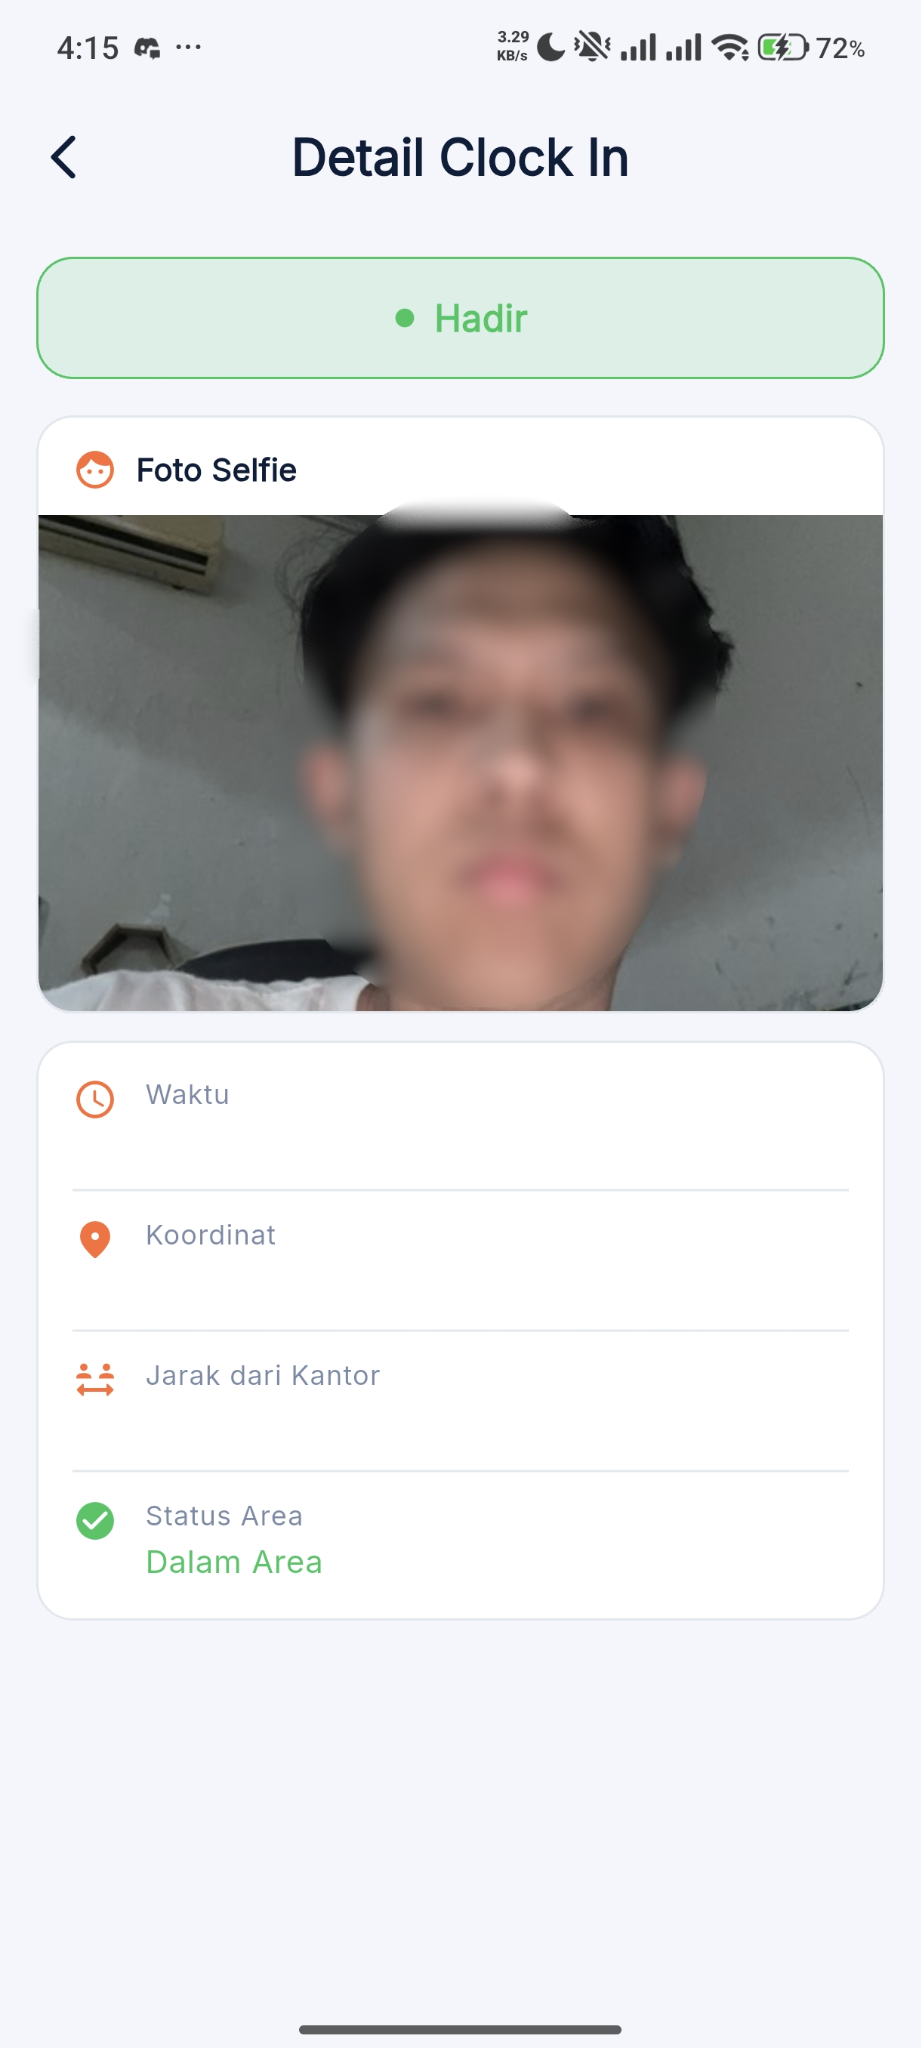 4:15
3.29
KB/s
72%
Detail Clock In
Hadir
Foto Selfie
Waktu
Koordinat
Jarak dari Kantor
Status Area
Dalam Area